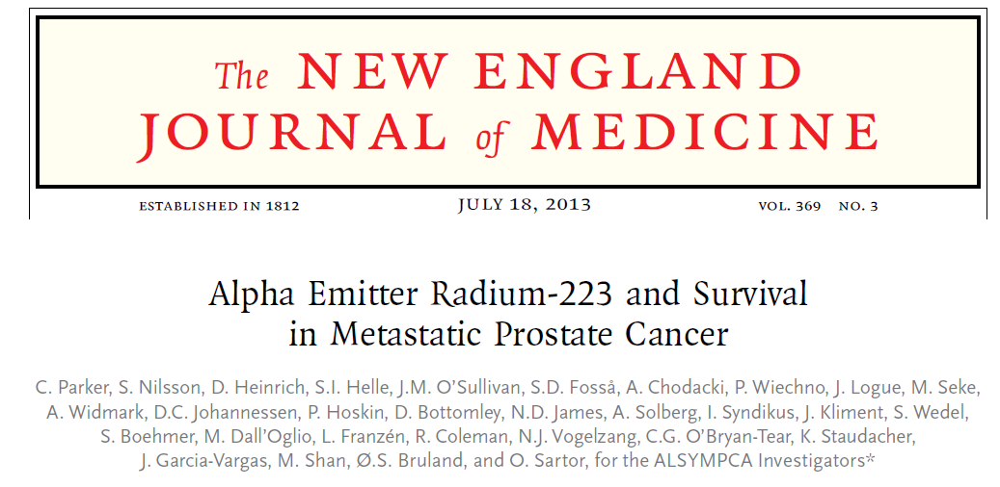 The NEW ENGLAND
JOURNAL of MEDICINE
ESTABLISHED IN 1812 JULY 18, 2013 VOL. 369 NO. 3
Alpha Emitter Radium-223 and Survival
in Metastatic Prostate Cancer
C. Parker, S. Nilsson, D. Heinrich, S.I. Helle, J.M. O’Sullivan, S.D. Fosså, A. Chodacki, P. Wiechno, J. Logue, M. Seke,
A. Widmark, D.C. Johannessen, P. Hoskin, D. Bottomley, N.D. James, A. Solberg, I. Syndikus, J. Kliment, S. Wedel,
S. Boehmer, M. Dall’Oglio, L. Franzén, R. Coleman, N.J. Vogelzang, C.G. O’Bryan-Tear, K. Staudacher,
J. Garcia-Vargas, M. Shan, Ø.S. Bruland, and O. Sartor, for the ALSYMPCA Investigators*